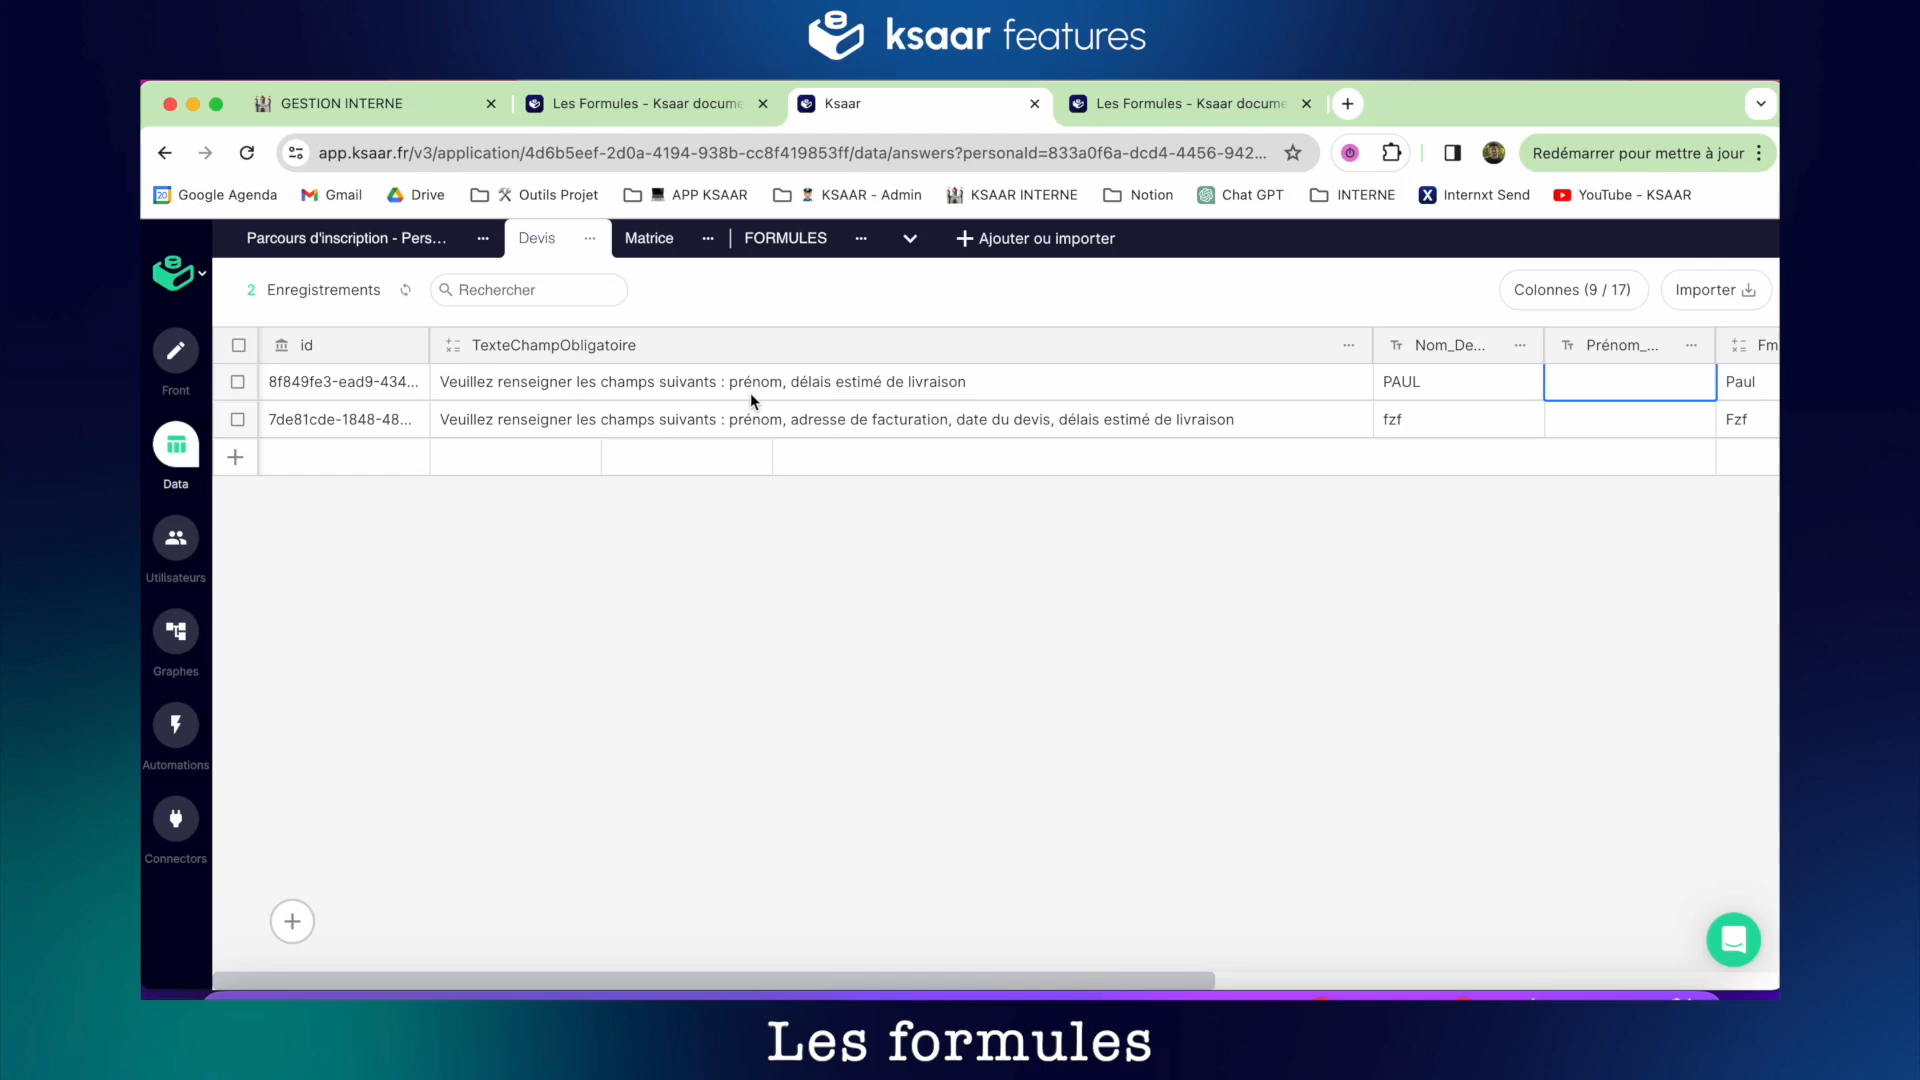 ksaar features
GESTION INTERNE
Les Formules - Ksaar docume
Ksaar
Les Formules - Ksaar docume
app.ksaar.fr/v3/application/4d6b5eef-2d0a-4194-938b-cc8f419853ff/data/answers?personaId=833a0f6a-dcd4-4456-942...
Redémarrer pour mettre à jour
20 Google Agenda
Gmail
Drive
Outils Projet
APP KSAAR
KSAAR - Admin
KSAAR INTERNE
Notion
Chat GPT
INTERNE
X Internxt Send
YouTube - KSAAR
Parcours d'inscription - Pers... ...
Devis ...
Matrice ...
FORMULES ...
+ Ajouter ou importer
2 Enregistrements
Rechercher
Colonnes (9 / 17)
Importer
id
TexteChampObligatoire ...
Tт Nom_De... ...
Tт Prénom_... ...
Fm
8f849fe3-ead9-434... Veuillez renseigner les champs suivants : prénom, délais estimé de livraison PAUL Paul
7de81cde-1848-48... Veuillez renseigner les champs suivants : prénom, adresse de facturation, date du devis, délais estimé de livraison fzf Fzf
Front
Data
Utilisateurs
Graphes
Automations
Connectors
Les formules